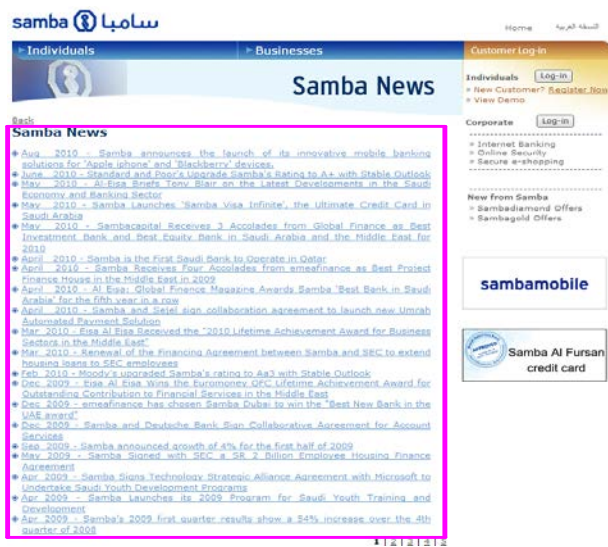 samba سامبا
Home النسخة العربية
Individuals
Businesses
Customer Log-in
Samba News
Individuals Log-in
New Customer? Register Now
View Demo
Corporate Log-in
Internet Banking
Online Security
Secure e-shopping
New from Samba
Sambadiamond Offers
Sambagold Offers
sambamobile
APPROVED
Samba Al Fursan
credit card
Back
Samba News
Aug 2010 - Samba announces the launch of its innovative mobile banking
solutions for 'Apple iphone' and 'Blackberry' devices.
June 2010 - Standard and Poor's Upgrade Samba's Rating to A+ with Stable Outlook
May 2010 - Al-Eisa Briefs Tony Blair on the Latest Developments in the Saudi
Economy and Banking Sector
May 2010 - Samba Launches 'Samba Visa Infinite', the Ultimate Credit Card in
Saudi Arabia
May 2010 - Sambacapital Receives 3 Accolades from Global Finance as Best
Investment Bank and Best Equity Bank in Saudi Arabia and the Middle East for
2010
April 2010 - Samba is the First Saudi Bank to Operate in Qatar
April 2010 - Samba Receives Four Accolades from emeafinance as Best Project
Finance House in the Middle East in 2009
April 2010 - Al Eisa: Global Finance Magazine Awards Samba 'Best Bank in Saudi
Arabia' for the fifth year in a row
April 2010 - Samba and Setel sign collaboration agreement to launch new Umrah
Automated Payment Solution
Mar 2010 - Eisa Al Eisa Received the "2010 Lifetime Achievement Award for Business
Sectors in the Middle East"
Mar 2010 - Renewal of the Financing Agreement between Samba and SEC to extend
housing loans to SEC employees
Feb 2010 - Moody's upgraded Samba's rating to Aa3 with Stable Outlook
Dec 2009 - Eisa Al Eisa Wins the Euromoney OFC Lifetime Achievement Award for
Outstanding Contribution to Financial Services in the Middle East
Dec 2009 - emeafinance has chosen Samba Dubai to win the "Best New Bank in the
UAE award"
Dec 2009 - Samba and Deutsche Bank Sign Collaborative Agreement for Account
Services
Sep 2009 - Samba announced growth of 4% for the first half of 2009
May 2009 - Samba Signed with SEC a SR 2 Billion Employee Housing Finance
Agreement
Apr 2009 - Samba Signs Technology Strategic Alliance Agreement with Microsoft to
Undertake Saudi Youth Development Programs
Apr 2009 - Samba Launches its 2009 Program for Saudi Youth Training and
Development
Apr 2009 - Samba's 2009 first quarter results show a 54% increase over the 4th
quarter of 2008
1 | 2 | 3 | 4 | 5